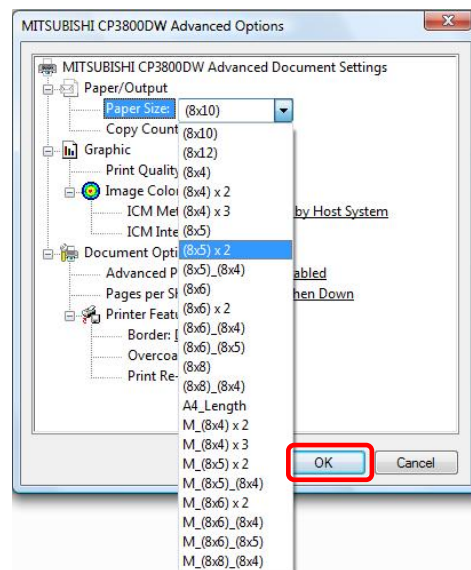 MITSUBISHI CP3800DW Advanced Options
X
MITSUBISHI CP3800DW Advanced Document Settings
Paper/Output
Paper Size: (8x10)
Copy Count
Graphic
Print Quality
Image Color
ICM Met by Host System
ICM Inte
Document Opti
Advanced P abled
Pages per Sh hen Down
Printer Featu
Border:
Overcoa
Print Re-
(8x10)
(8x12)
(8x4)
(8x4) x 2
(8x4) x 3
(8x5)
(8x5) x 2
(8x5)_(8x4)
(8x6)
(8x6) x 2
(8x6)_(8x4)
(8x6)_(8x5)
(8x8)
(8x8)_(8x4)
A4_Length
M_(8x4) x 2
M_(8x4) x 3
M_(8x5) x 2
M_(8x5)_(8x4)
M_(8x6) x 2
M_(8x6)_(8x4)
M_(8x6)_(8x5)
M_(8x8)_(8x4)
OK
Cancel